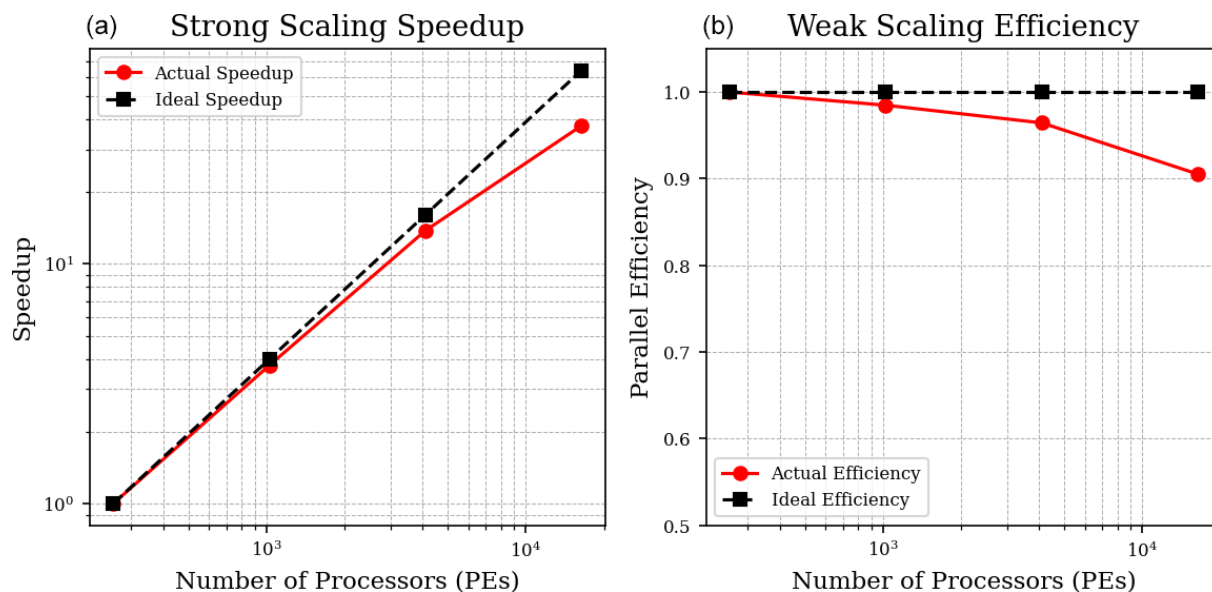 (a) Strong Scaling Speedup
Actual Speedup
Ideal Speedup
10¹
10⁰
Speedup
10³
10⁴
Number of Processors (PEs)
(b) Weak Scaling Efficiency
1.0
0.9
0.8
0.7
0.6
0.5
Parallel Efficiency
Actual Efficiency
Ideal Efficiency
10³
10⁴
Number of Processors (PEs)